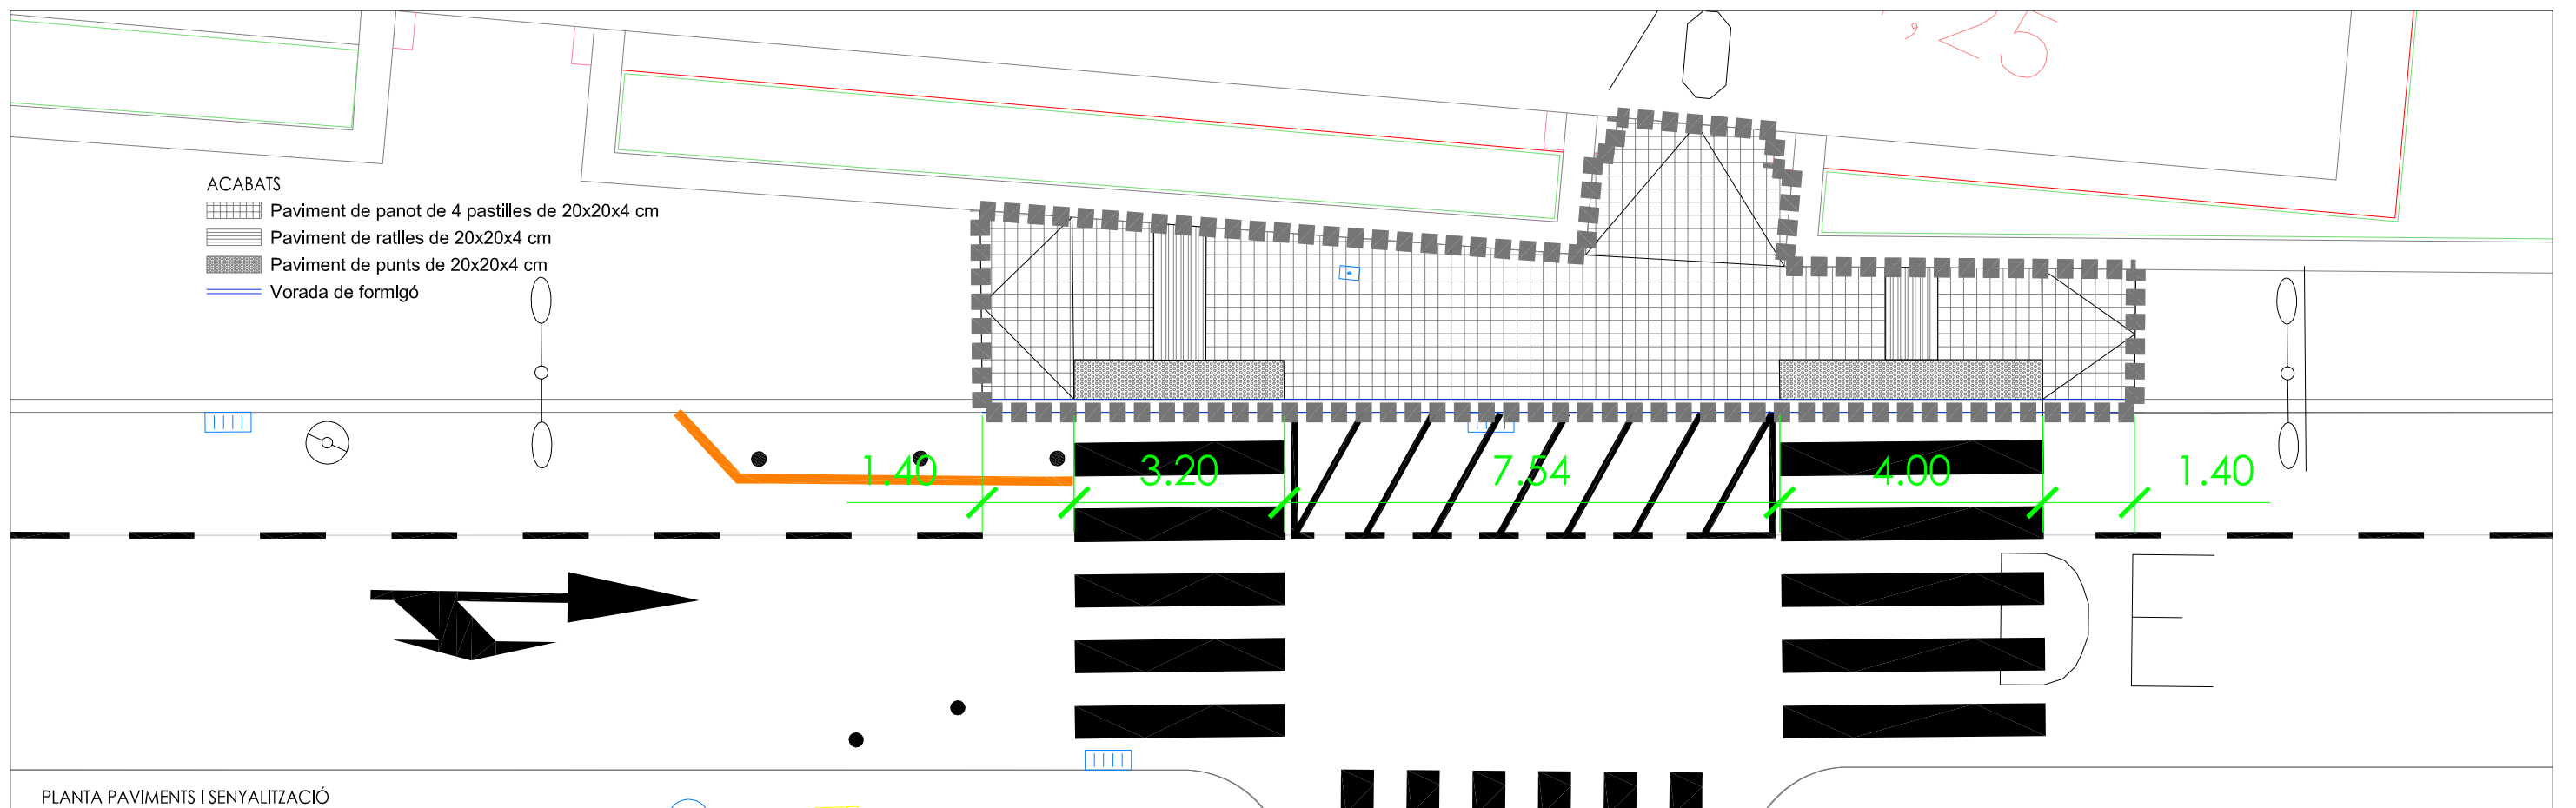 ,25
ACABATS
Paviment de panot de 4 pastilles de 20x20x4 cm
Paviment de ratlles de 20x20x4 cm
Paviment de punts de 20x20x4 cm
Vorada de formigó
1.40 3.20 7.54 4.00 1.40
DE
PLANTA PAVIMENTS I SENYALITZACIÓ